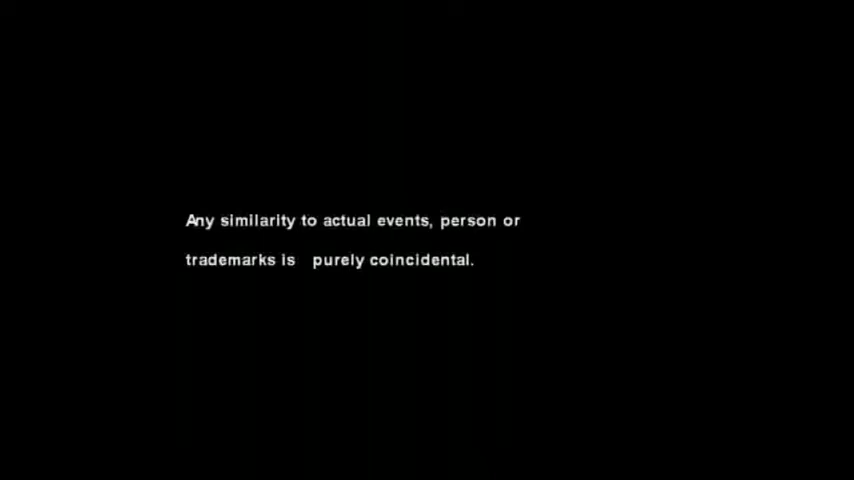 Any similarity to actual events, person or
trademarks is purely coincidental.